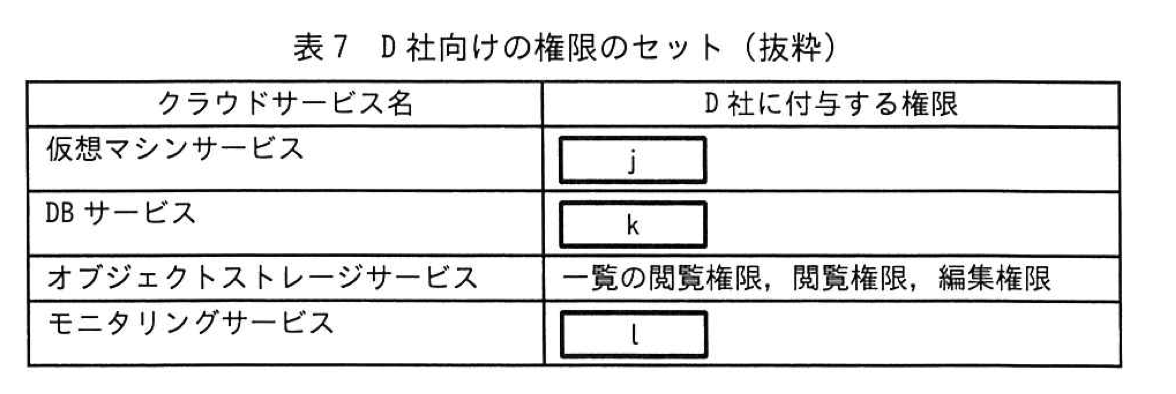 表7 D社向けの権限のセット（抜粋）
クラウドサービス名 D社に付与する権限
仮想マシンサービス j
DBサービス k
オブジェクトストレージサービス 一覧の閲覧権限，閲覧権限，編集権限
モニタリングサービス l